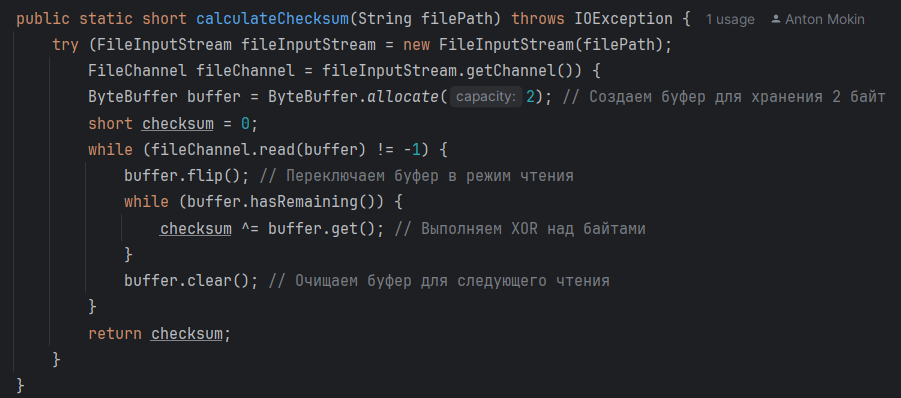 public static short calculateChecksum(String filePath) throws IOException { 1 usage Anton Mokin
try (FileInputStream fileInputStream = new FileInputStream(filePath);
FileChannel fileChannel = fileInputStream.getChannel()) {
ByteBuffer buffer = ByteBuffer.allocate( capacity: 2); // Создаем буфер для хранения 2 байт
short checksum = 0;
while (fileChannel.read(buffer) != -1) {
buffer.flip(); // Переключаем буфер в режим чтения
while (buffer.hasRemaining()) {
checksum ^= buffer.get(); // Выполняем XOR над байтами
}
buffer.clear(); // Очищаем буфер для следующего чтения
}
return checksum;
}
}